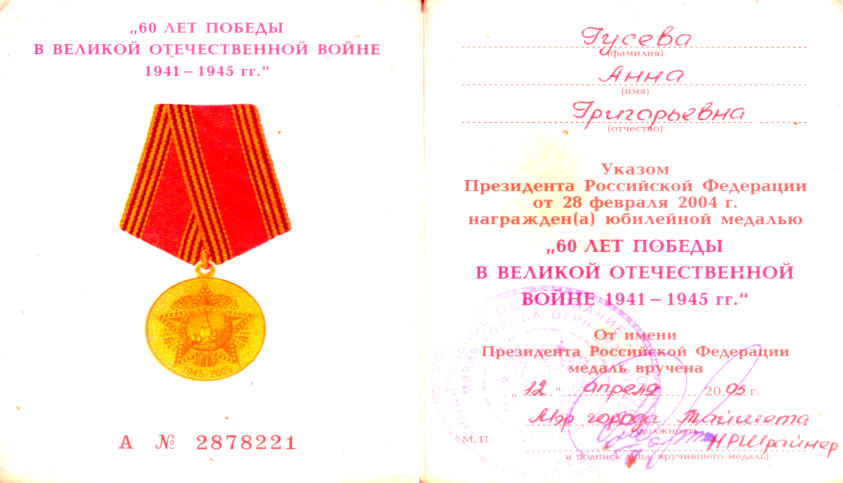 „60 ЛЕТ ПОБЕДЫ
В ВЕЛИКОЙ ОТЕЧЕСТВЕННОЙ ВОЙНЕ
1941 – 1945 гг.“
1945-2005
А № 2878221
Гусева
(фамилия)
Анна
(имя)
Григорьевна
(отчество)
Указом
Президента Российской Федерации
от 28 февраля 2004 г.
награжден(а) юбилейной медалью
„60 ЛЕТ ПОБЕДЫ
В ВЕЛИКОЙ ОТЕЧЕСТВЕННОЙ
ВОЙНЕ 1941 – 1945 гг.“
От имени
Президента Российской Федерации
медаль вручена
„12“ апреля 2005 г.
Мэр города Тайшета
должность
М. П.
Н.Р.Шрайнер
и подпись лица, вручившего медаль)